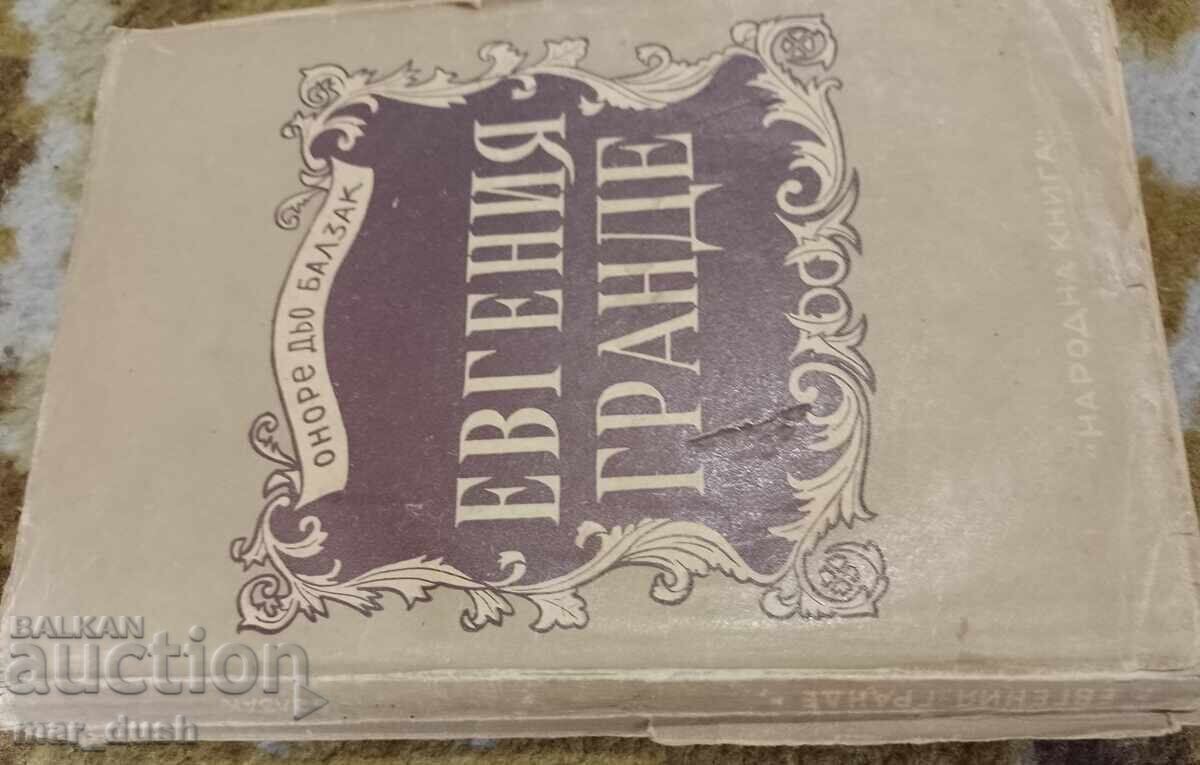 ОНОРЕ ДЬО БАЛЗАК
ЕВГЕНИЯ
ГРАНДЕ
„НАРОДНА КНИГА“
ЕВГЕНИЯ ГРАНДЕ
BALKAN
auction
mar_dush